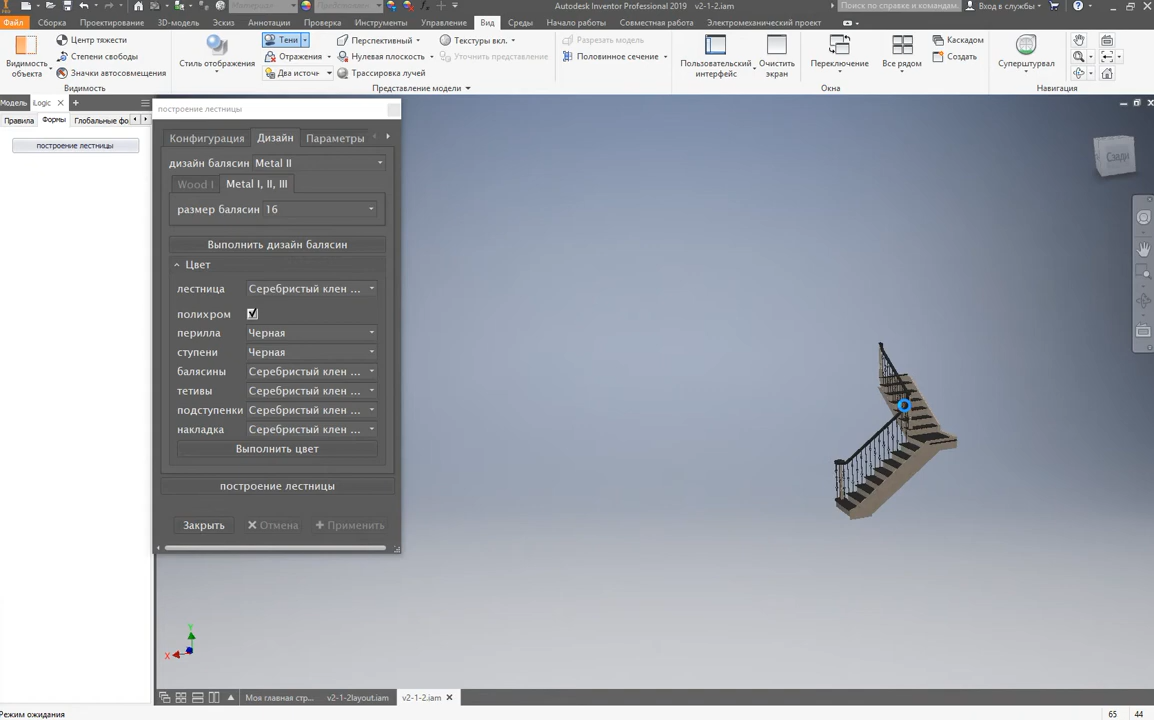 Autodesk Inventor Professional 2019   v2-1-2.iam
Поиск по справке и командам.
Вход в службы
Файл
Сборка
Проектирование
3D-модель
Эскиз
Аннотации
Проверка
Инструменты
Управление
Вид
Среды
Начало работы
Совместная работа
Электромеханический проект
Видимость объекта
Центр тяжести
Степени свободы
Значки автосовмещения
Видимость
Стиль отображения
Тени
Отражения
Два источ
Перспективный
Нулевая плоскость
Трассировка лучей
Текстуры вкл.
Уточнить представление
Представление модели
Разрезать модель
Половинное сечение
Пользовательский интерфейс
Очистить экран
Переключение
Все рядом
Каскадом
Создать
Окна
Суперштурвал
Навигация
Модель
iLogic
Правила
Формы
Глобальные фо
построение лестницы
построение лестницы
Конфигурация
Дизайн
Параметры
дизайн балясин Metal II
Wood I
Metal I, II, III
размер балясин 16
Выполнить дизайн балясин
Цвет
лестница Серебристый клен ...
полихром
перилла Черная
ступени Черная
балясины Серебристый клен ...
тетивы Серебристый клен ...
подступенки Серебристый клен ...
накладка Серебристый клен ...
Выполнить цвет
построение лестницы
Закрыть
Отмена
Применить
Сзади
Y
X
Моя главная стр...
v2-1-2layout.iam
v2-1-2.iam
Режим ожидания
65
44